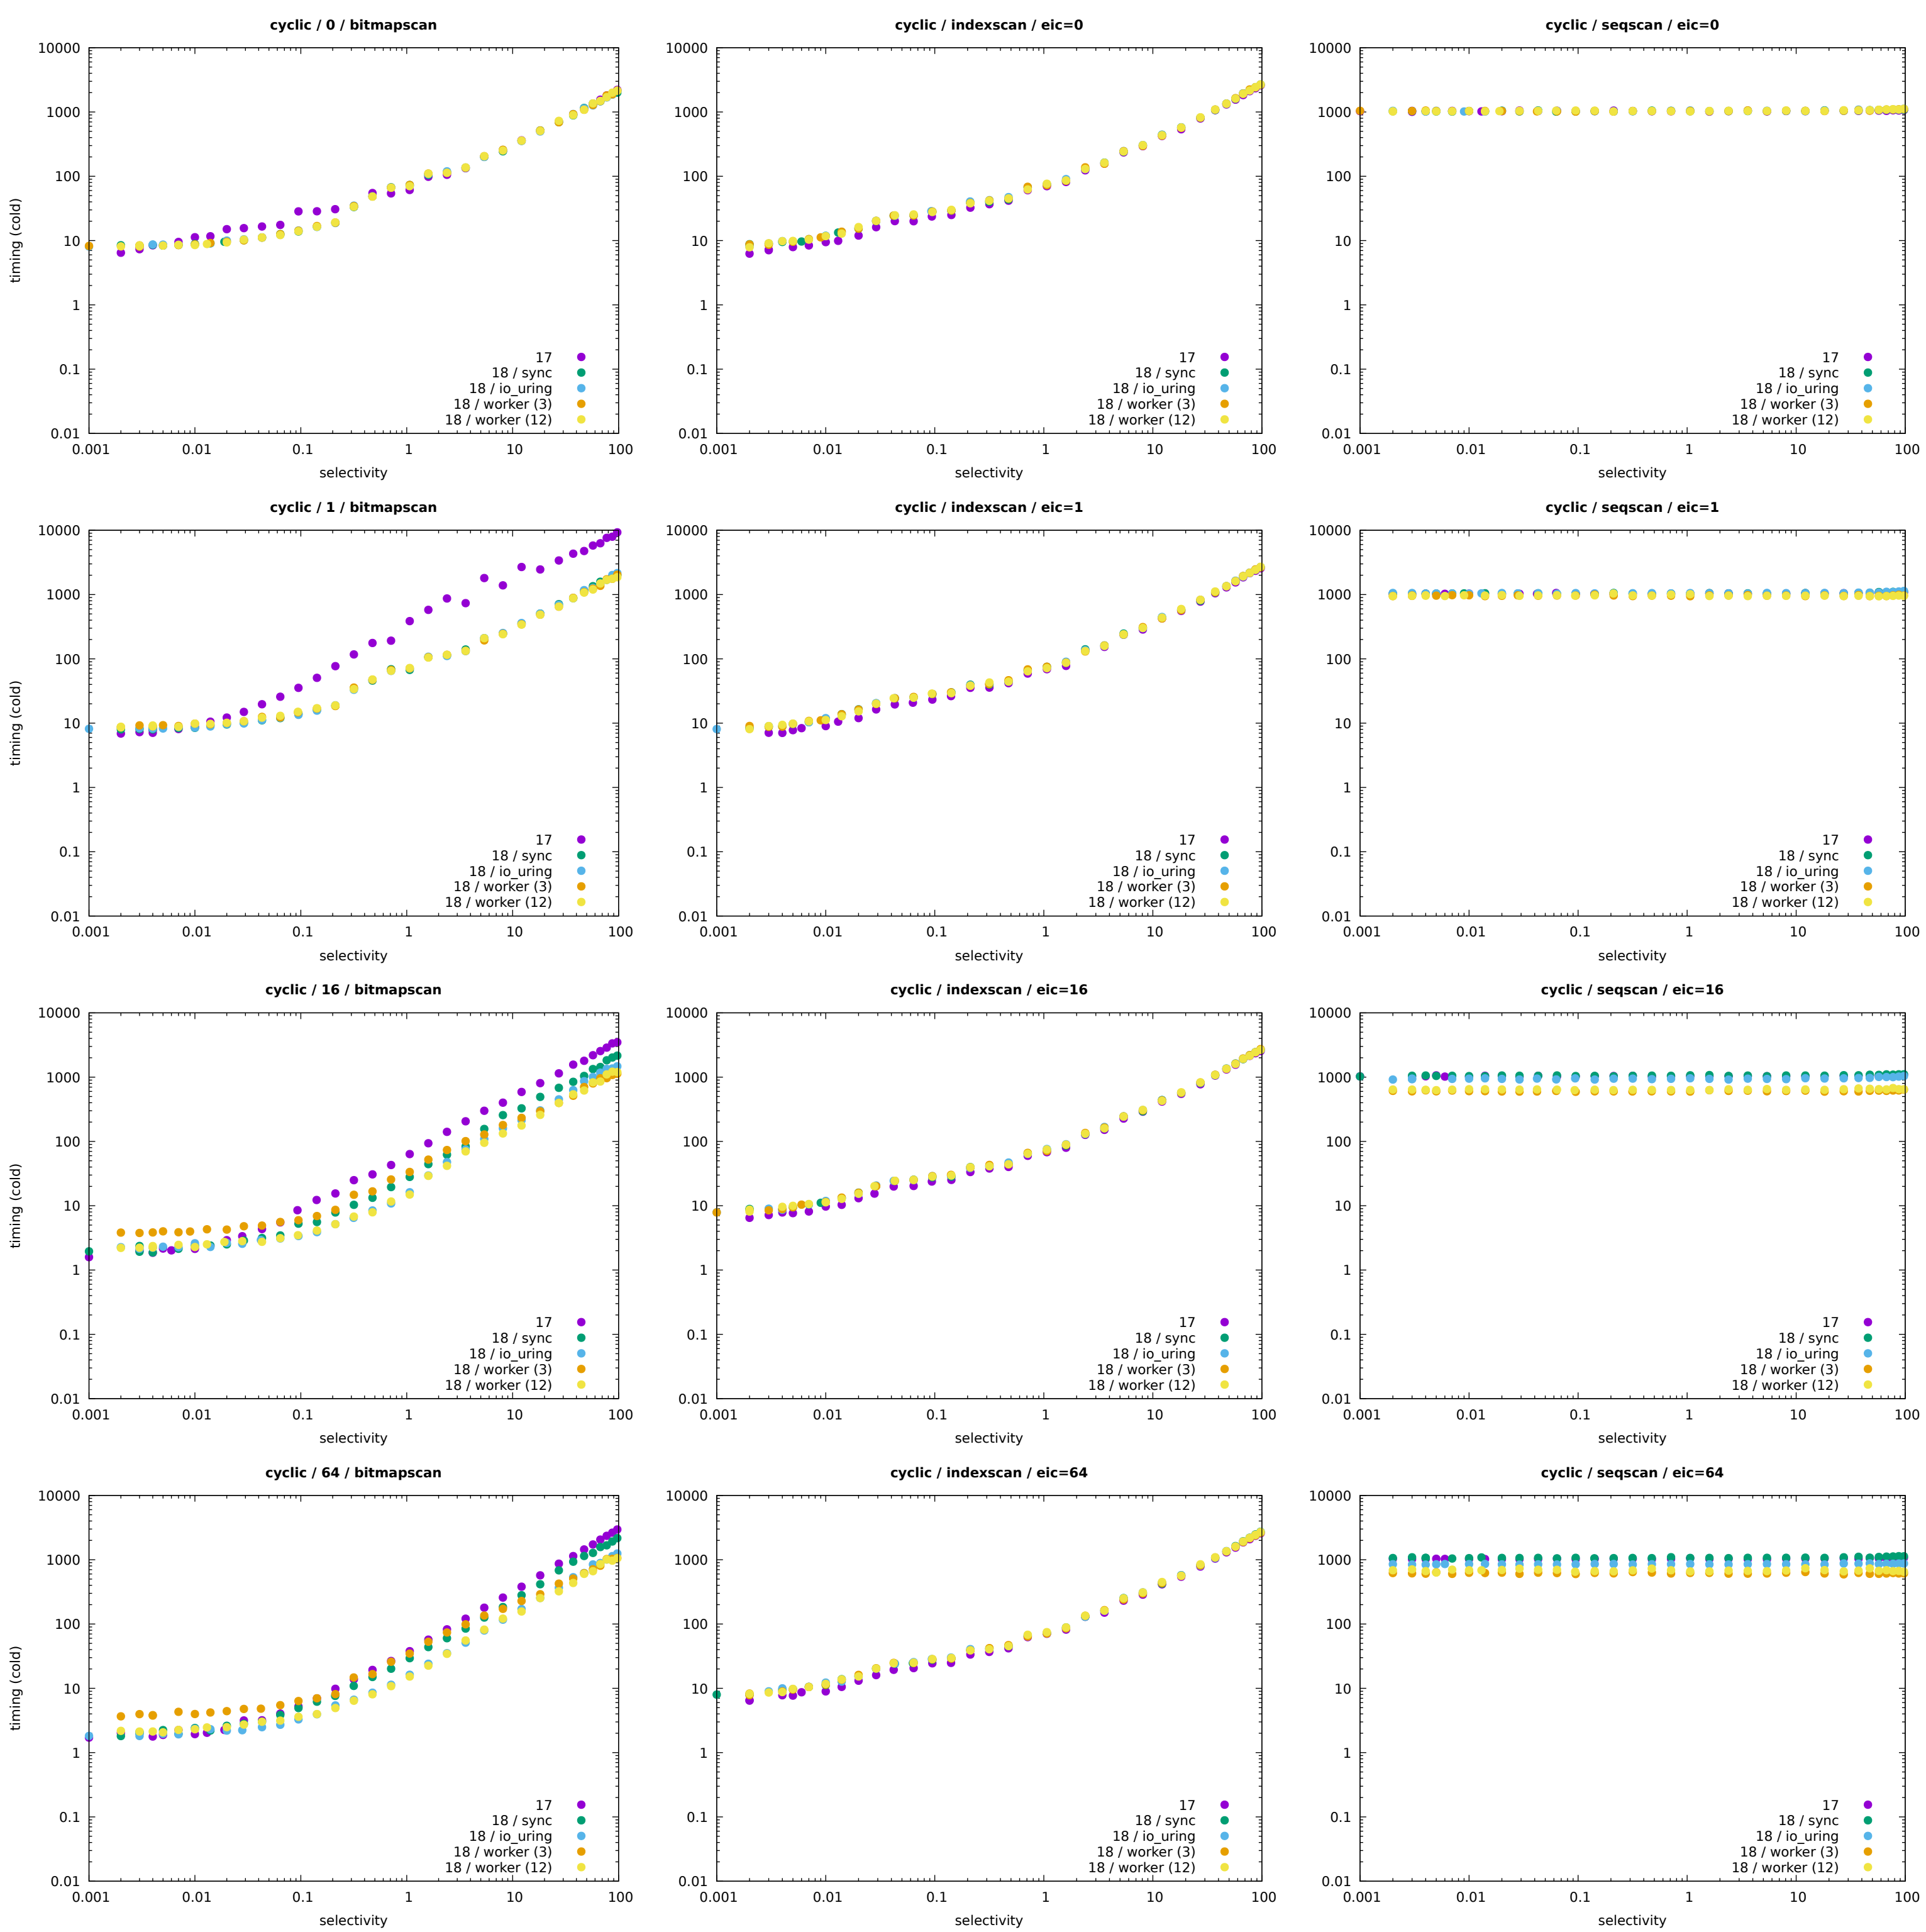 cyclic / 0 / bitmapscan
10000
1000
100
10
1
0.1
0.01
timing (cold)
17
18 / sync
18 / io_uring
18 / worker (3)
18 / worker (12)
0.001 0.01 0.1 1 10 100
selectivity
cyclic / indexscan / eic=0
10000
1000
100
10
1
0.1
0.01
17
18 / sync
18 / io_uring
18 / worker (3)
18 / worker (12)
0.001 0.01 0.1 1 10 100
selectivity
cyclic / seqscan / eic=0
10000
1000
100
10
1
0.1
0.01
17
18 / sync
18 / io_uring
18 / worker (3)
18 / worker (12)
0.001 0.01 0.1 1 10 100
selectivity
cyclic / 1 / bitmapscan
10000
1000
100
10
1
0.1
0.01
timing (cold)
17
18 / sync
18 / io_uring
18 / worker (3)
18 / worker (12)
0.001 0.01 0.1 1 10 100
selectivity
cyclic / indexscan / eic=1
10000
1000
100
10
1
0.1
0.01
17
18 / sync
18 / io_uring
18 / worker (3)
18 / worker (12)
0.001 0.01 0.1 1 10 100
selectivity
cyclic / seqscan / eic=1
10000
1000
100
10
1
0.1
0.01
17
18 / sync
18 / io_uring
18 / worker (3)
18 / worker (12)
0.001 0.01 0.1 1 10 100
selectivity
cyclic / 16 / bitmapscan
10000
1000
100
10
1
0.1
0.01
timing (cold)
17
18 / sync
18 / io_uring
18 / worker (3)
18 / worker (12)
0.001 0.01 0.1 1 10 100
selectivity
cyclic / indexscan / eic=16
10000
1000
100
10
1
0.1
0.01
17
18 / sync
18 / io_uring
18 / worker (3)
18 / worker (12)
0.001 0.01 0.1 1 10 100
selectivity
cyclic / seqscan / eic=16
10000
1000
100
10
1
0.1
0.01
17
18 / sync
18 / io_uring
18 / worker (3)
18 / worker (12)
0.001 0.01 0.1 1 10 100
selectivity
cyclic / 64 / bitmapscan
10000
1000
100
10
1
0.1
0.01
timing (cold)
17
18 / sync
18 / io_uring
18 / worker (3)
18 / worker (12)
0.001 0.01 0.1 1 10 100
selectivity
cyclic / indexscan / eic=64
10000
1000
100
10
1
0.1
0.01
17
18 / sync
18 / io_uring
18 / worker (3)
18 / worker (12)
0.001 0.01 0.1 1 10 100
selectivity
cyclic / seqscan / eic=64
10000
1000
100
10
1
0.1
0.01
17
18 / sync
18 / io_uring
18 / worker (3)
18 / worker (12)
0.001 0.01 0.1 1 10 100
selectivity